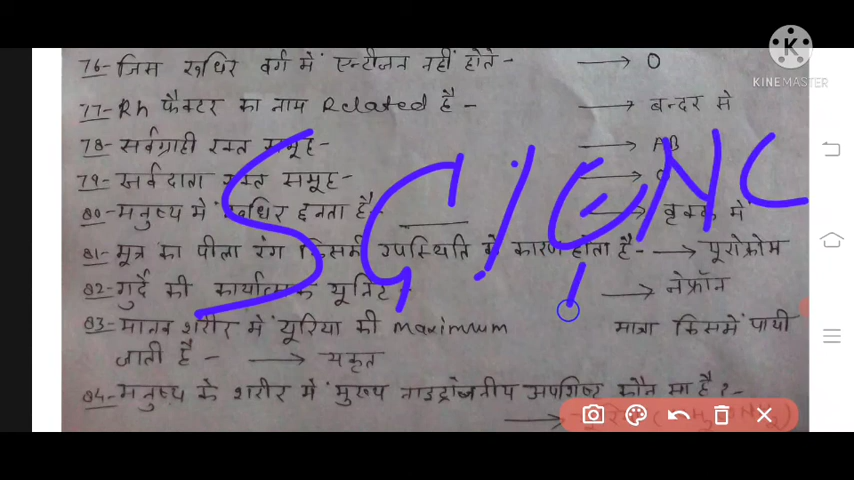 KINEMASTER
76- जिस रूधिर वर्ग में एन्टीजन नहीं होते - → O
77- Rh फैक्टर का नाम Related है - → बन्दर से
78- सर्वग्राही रक्त समूह - → AB
79- सर्वदाता रक्त समूह - → O
80- मनुष्य में रूधिर छनता है - → वृक्क में
81- मूत्र का पीला रंग किसकी उपस्थिति के कारण होता है - → यूरोक्रोम
82- गुर्दे की कार्यात्मक यूनिट - → नेफ्रॉन
83- मानव शरीर में यूरिया की maximum मात्रा किसमें पायी
जाती है - → यकृत
84- मनुष्य के शरीर में मुख्य नाइट्रोजनीय अपशिष्ट कौन सा है? -
SCIENC